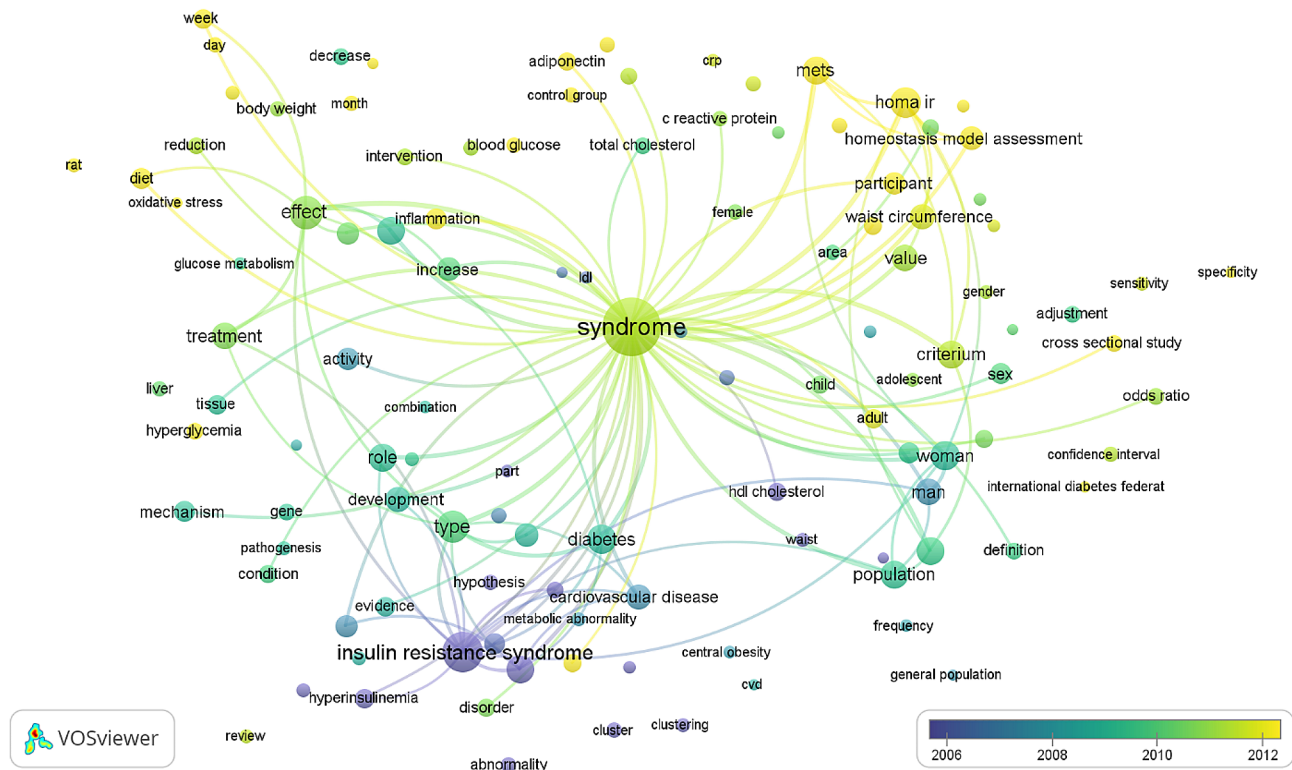 week
day
decrease
adiponectin
crp
mets
control group
homa ir
body weight
month
c reactive protein
homeostasis model assessment
reduction
intervention
blood glucose
total cholesterol
rat
diet
participant
oxidative stress
effect
inflammation
female
waist circumference
area
value
glucose metabolism
increase
ldl
specificity
sensitivity
gender
adjustment
syndrome
treatment
cross sectional study
activity
criterium
sex
liver
child
adolescent
odds ratio
tissue
combination
adult
hyperglycemia
role
woman
confidence interval
part
hdl cholesterol
man
international diabetes federat
mechanism
gene
development
type
diabetes
waist
pathogenesis
definition
condition
population
hypothesis
evidence
cardiovascular disease
metabolic abnormality
frequency
insulin resistance syndrome
central obesity
general population
cvd
hyperinsulinemia
disorder
cluster
clustering
review
abnormality
VOSviewer
2006
2008
2010
2012